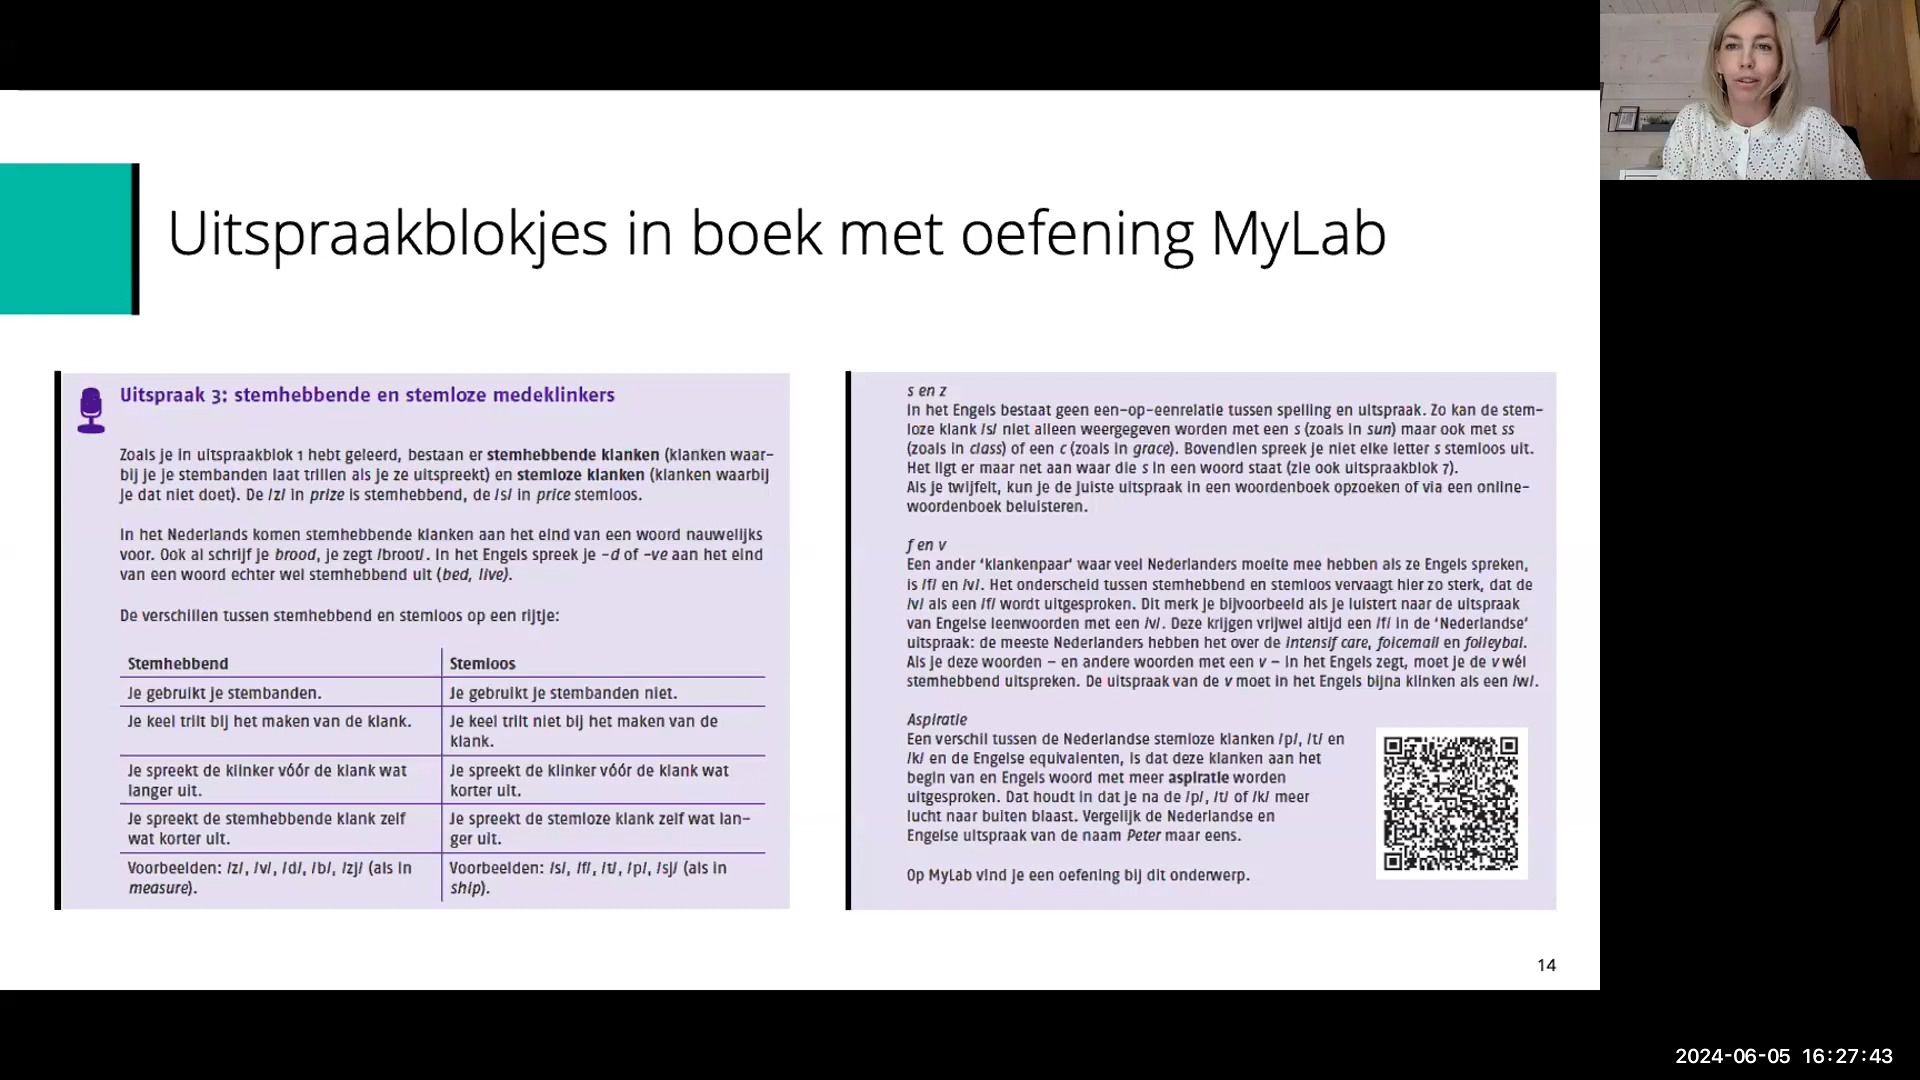 Uitspraakblokjes in boek met oefening MyLab
Uitspraak 3: stemhebbende en stemloze medeklinkers
Zoals je in uitspraakblok 1 hebt geleerd, bestaan er stemhebbende klanken (klanken waar-
bij je je stembanden laat trillen als je ze uitspreekt) en stemloze klanken (klanken waarbij
je dat niet doet). De /z/ in prize is stemhebbend, de /s/ in price stemloos.
In het Nederlands komen stemhebbende klanken aan het eind van een woord nauwelijks
voor. Ook al schrijf je brood, je zegt /broot/. In het Engels spreek je -d of -ve aan het eind
van een woord echter wel stemhebbend uit (bed, live).
De verschillen tussen stemhebbend en stemloos op een rijtje:
Stemhebbend Stemloos
Je gebruikt je stembanden. Je gebruikt je stembanden niet.
Je keel trilt bij het maken van de klank. Je keel trilt niet bij het maken van de
klank.
Je spreekt de klinker vóór de klank wat Je spreekt de klinker vóór de klank wat
langer uit. korter uit.
Je spreekt de stemhebbende klank zelf Je spreekt de stemloze klank zelf wat lan-
wat korter uit. ger uit.
Voorbeelden: /z/, /v/, /d/, /b/, /zj/ (als in Voorbeelden: /s/, /f/, /t/, /p/, /sj/ (als in
measure). ship).
s en z
In het Engels bestaat geen een-op-eenrelatie tussen spelling en uitspraak. Zo kan de stem-
loze klank /s/ niet alleen weergegeven worden met een s (zoals in sun) maar ook met ss
(zoals in class) of een c (zoals in grace). Bovendien spreek je niet elke letter s stemloos uit.
Het ligt er maar net aan waar die s in een woord staat (zie ook uitspraakblok 7).
Als je twijfelt, kun je de juiste uitspraak in een woordenboek opzoeken of via een online-
woordenboek beluisteren.
f en v
Een ander ‘klankenpaar’ waar veel Nederlanders moeite mee hebben als ze Engels spreken,
is /f/ en /v/. Het onderscheid tussen stemhebbend en stemloos vervaagt hier zo sterk, dat de
/v/ als een /f/ wordt uitgesproken. Dit merk je bijvoorbeeld als je luistert naar de uitspraak
van Engelse leenwoorden met een /v/. Deze krijgen vrijwel altijd een /f/ in de ‘Nederlandse’
uitspraak: de meeste Nederlanders hebben het over de intensif care, foicemail en folleybal.
Als je deze woorden – en andere woorden met een v – in het Engels zegt, moet je de v wél
stemhebbend uitspreken. De uitspraak van de v moet in het Engels bijna klinken als een /w/.
Aspiratie
Een verschil tussen de Nederlandse stemloze klanken /p/, /t/ en
/k/ en de Engelse equivalenten, is dat deze klanken aan het
begin van en Engels woord met meer aspiratie worden
uitgesproken. Dat houdt in dat je na de /p/, /t/ of /k/ meer
lucht naar buiten blaast. Vergelijk de Nederlandse en
Engelse uitspraak van de naam Peter maar eens.
Op MyLab vind je een oefening bij dit onderwerp.
14
2024-06-05 16:27:43